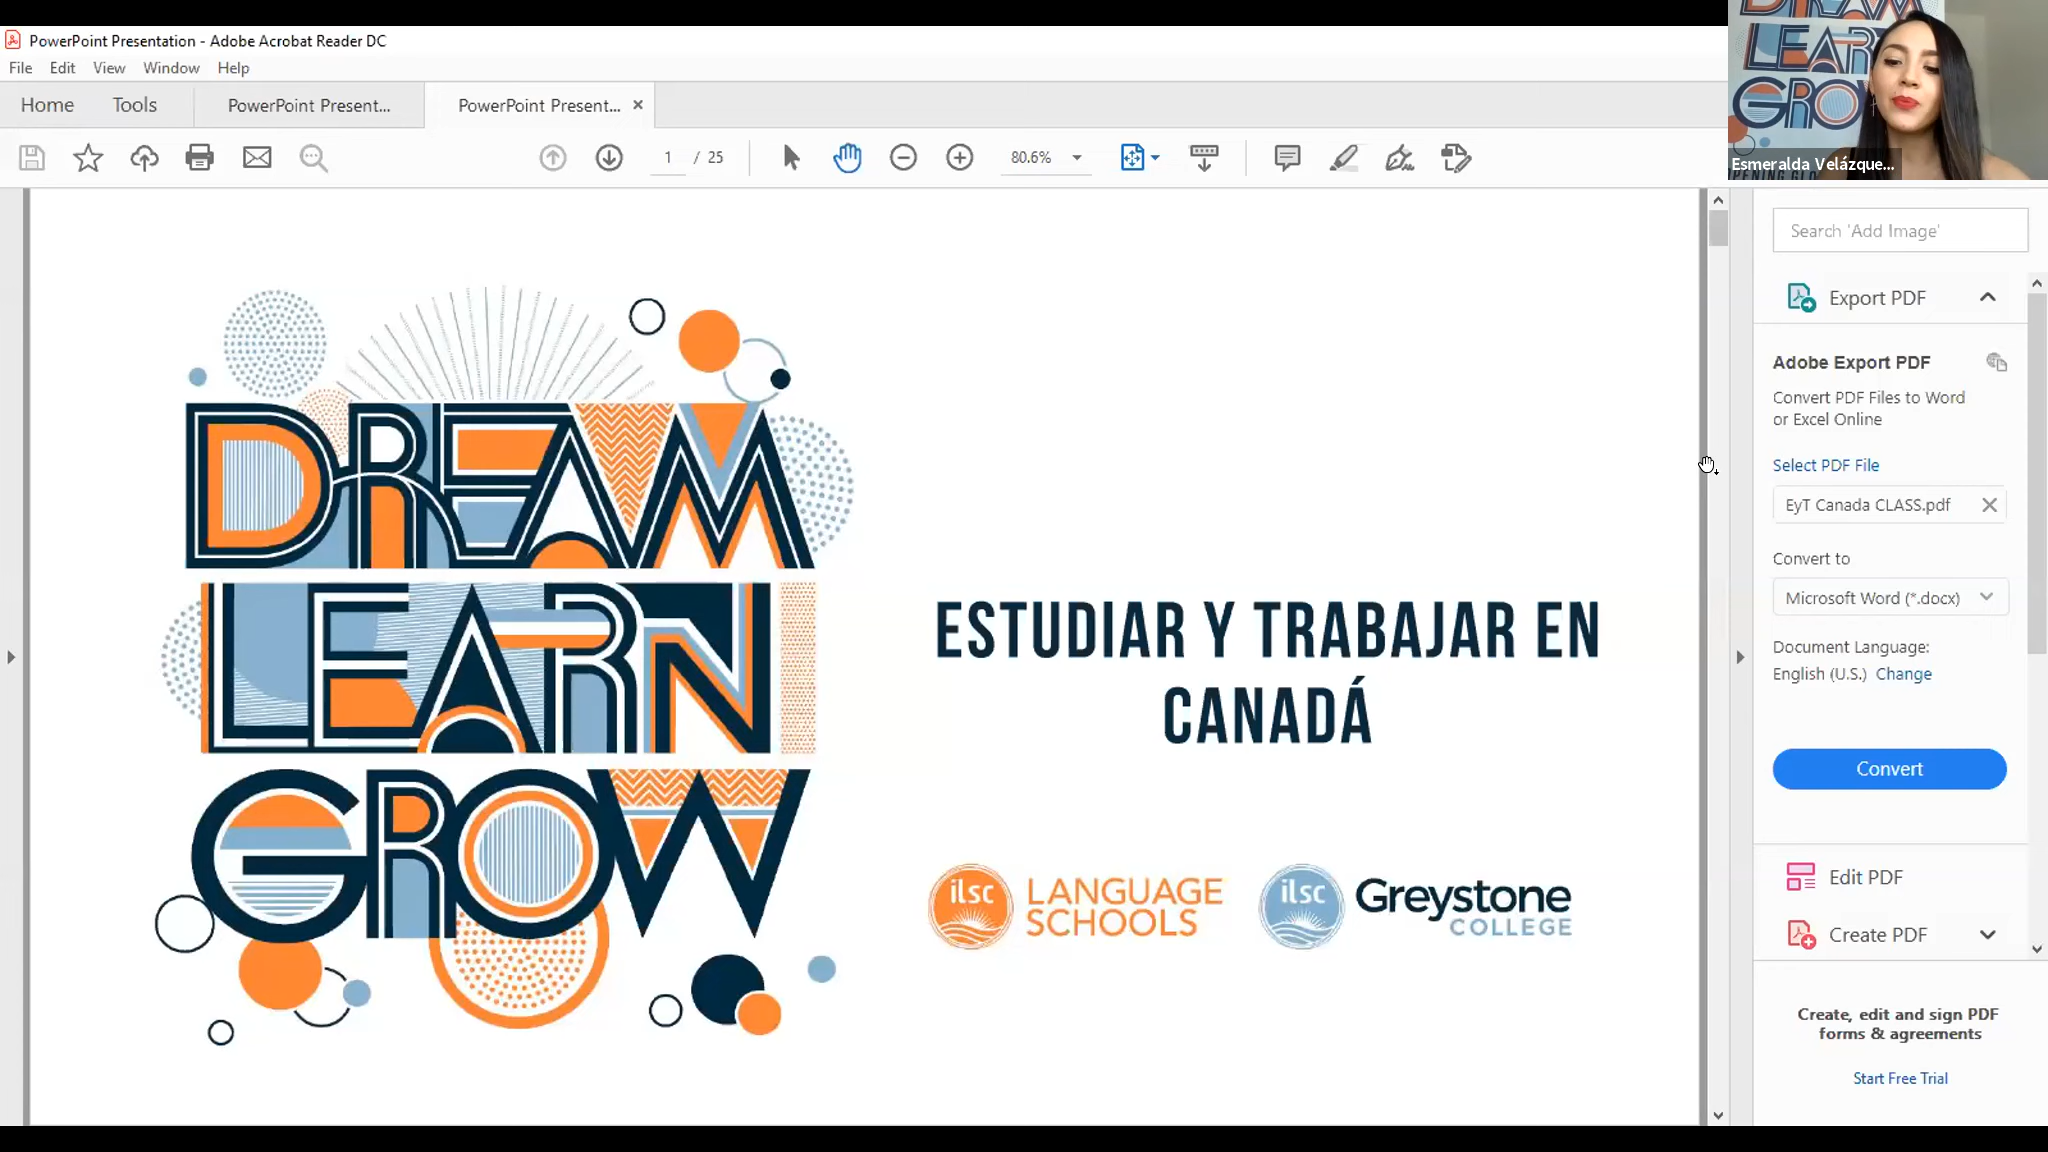 PowerPoint Presentation - Adobe Acrobat Reader DC
File Edit View Window Help
Home Tools PowerPoint Present... PowerPoint Present...
1 / 25 80.6%
DREAM
LEARN
GROW
Esmeralda Velázque...
DREAM
LEARN
GROW
ESTUDIAR Y TRABAJAR EN
CANADÁ
ilsc LANGUAGE
SCHOOLS
ilsc Greystone
COLLEGE
Search 'Add Image'
Export PDF
Adobe Export PDF
Convert PDF Files to Word
or Excel Online
Select PDF File
EyT Canada CLASS.pdf
Convert to
Microsoft Word (*.docx)
Document Language:
English (U.S.) Change
Convert
Edit PDF
Create PDF
Create, edit and sign PDF
forms & agreements
Start Free Trial